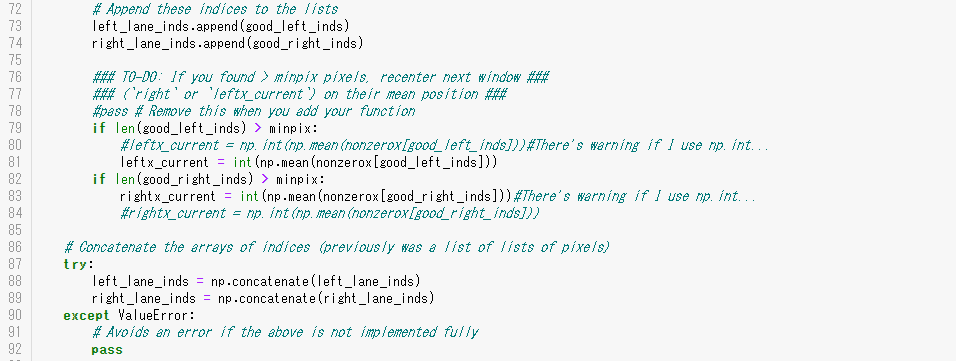 72 # Append these indices to the lists
73 left_lane_inds.append(good_left_inds)
74 right_lane_inds.append(good_right_inds)
75
76 ### TO-DO: If you found > minpix pixels, recenter next window ###
77 ### (`right` or `leftx_current`) on their mean position ###
78 #pass # Remove this when you add your function
79 if len(good_left_inds) > minpix:
80 #leftx_current = np.int(np.mean(nonzerox[good_left_inds]))#There's warning if I use np.int...
81 leftx_current = int(np.mean(nonzerox[good_left_inds]))
82 if len(good_right_inds) > minpix:
83 rightx_current = int(np.mean(nonzerox[good_right_inds]))#There's warning if I use np.int...
84 #rightx_current = np.int(np.mean(nonzerox[good_right_inds]))
85
86 # Concatenate the arrays of indices (previously was a list of lists of pixels)
87 try:
88 left_lane_inds = np.concatenate(left_lane_inds)
89 right_lane_inds = np.concatenate(right_lane_inds)
90 except ValueError:
91 # Avoids an error if the above is not implemented fully
92 pass